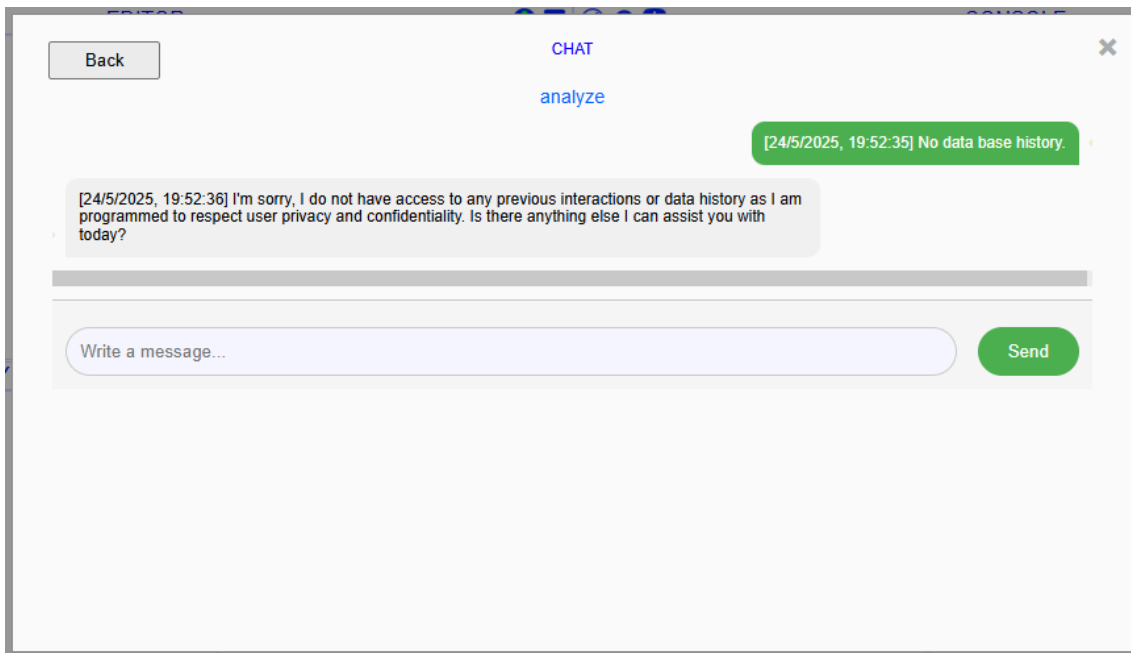 Back
CHAT
analyze
[24/5/2025, 19:52:35] No data base history.
[24/5/2025, 19:52:36] I'm sorry, I do not have access to any previous interactions or data history as I am
programmed to respect user privacy and confidentiality. Is there anything else I can assist you with
today?
Write a message...
Send